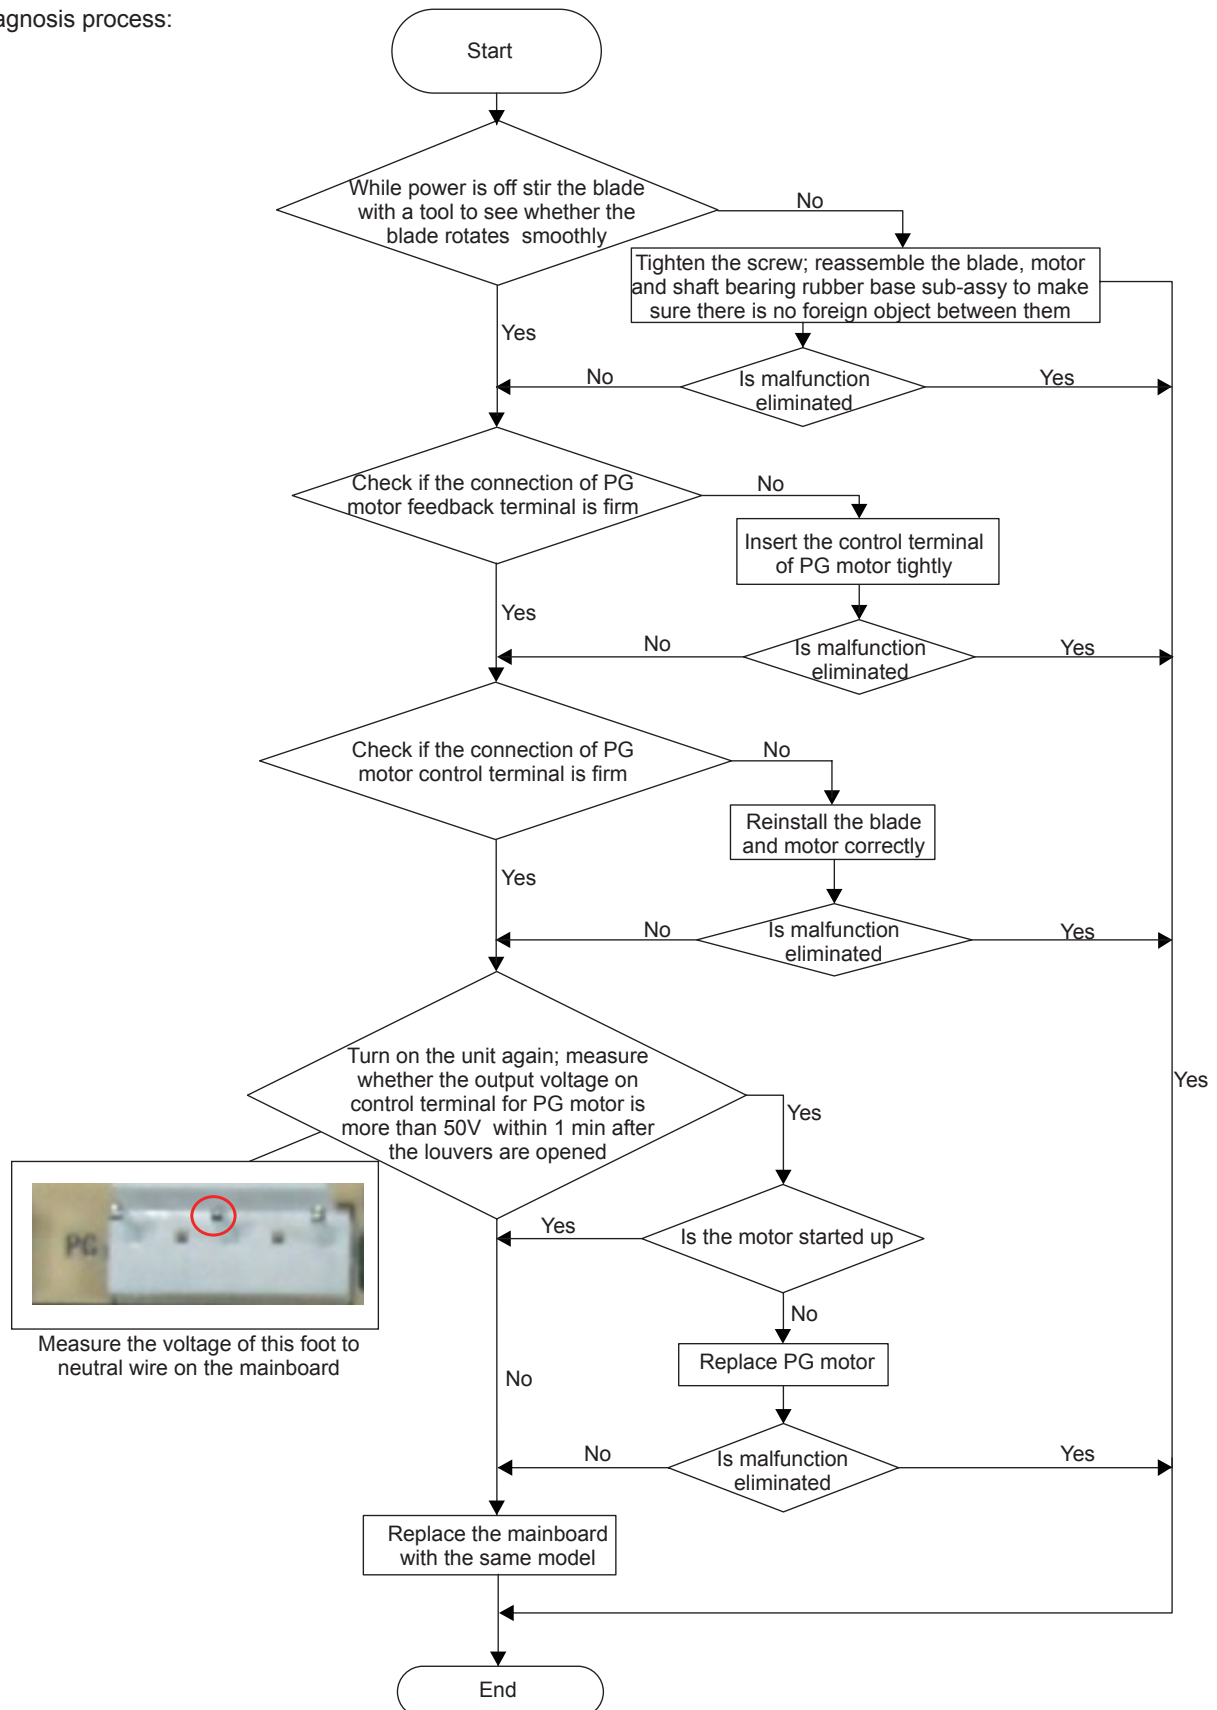 agnosis process:
Start
While power is off stir the blade
with a tool to see whether the
blade rotates smoothly
No
Tighten the screw; reassemble the blade, motor
and shaft bearing rubber base sub-assy to make
sure there is no foreign object between them
Yes
No
Is malfunction
eliminated
Yes
Check if the connection of PG
motor feedback terminal is firm
No
Insert the control terminal
of PG motor tightly
Yes
No
Is malfunction
eliminated
Yes
Check if the connection of PG
motor control terminal is firm
No
Reinstall the blade
and motor correctly
Yes
No
Is malfunction
eliminated
Yes
Turn on the unit again; measure
whether the output voltage on
control terminal for PG motor is
more than 50V within 1 min after
the louvers are opened
Yes
Yes
PG
Yes
Is the motor started up
No
Measure the voltage of this foot to
neutral wire on the mainboard
Replace PG motor
No
No
Is malfunction
eliminated
Yes
Replace the mainboard
with the same model
End